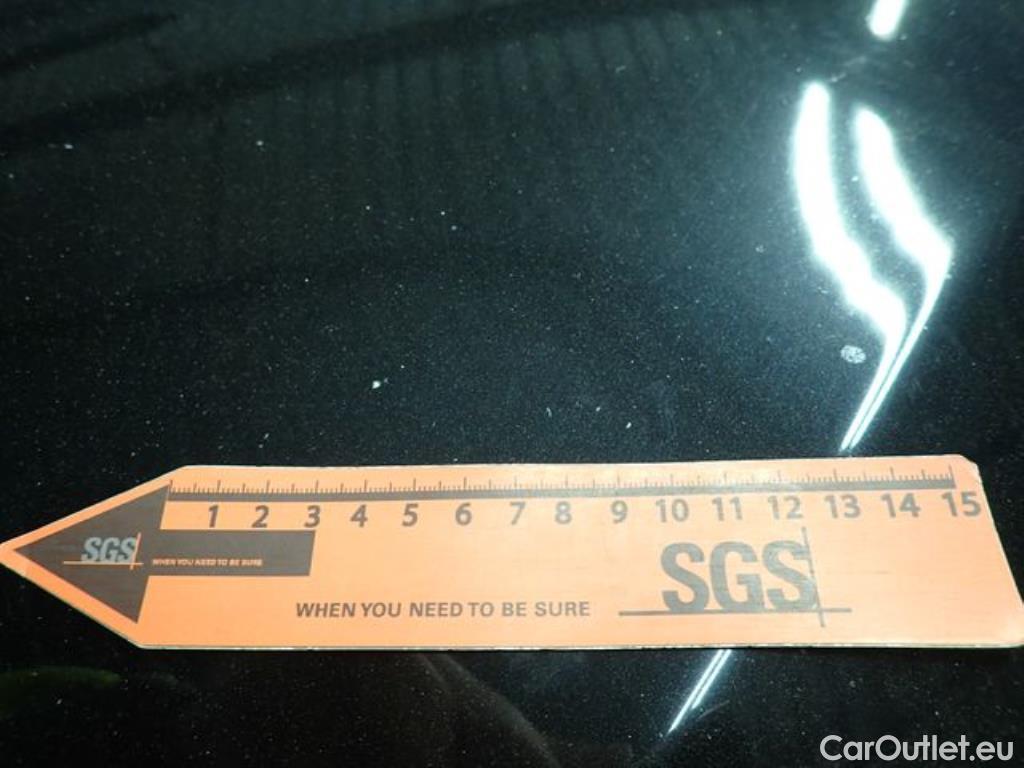 1 2 3 4 5 6 7 8 9 10 11 12 13 14 15
SGS WHEN YOU NEED TO BE SURE
WHEN YOU NEED TO BE SURE SGS
CarOutlet.eu